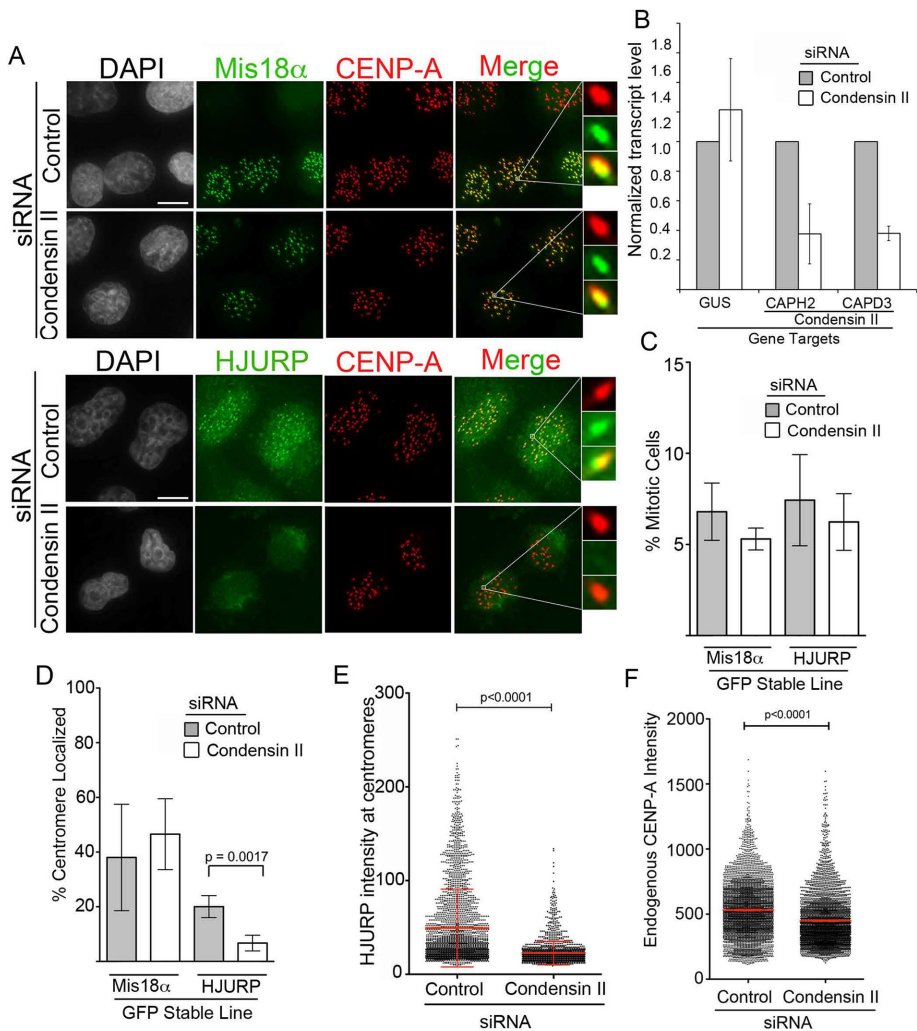 A
DAPI Mis18α CENP-A Merge
siRNA
Control
Condensin II
DAPI HJURP CENP-A Merge
siRNA
Control
Condensin II
B
Normalized transcript level
1.8
1.6
1.4
1.2
1.0
0.8
0.6
0.4
0.2
0
siRNA
Control
Condensin II
GUS CAPH2 CAPD3
Condensin II
Gene Targets
C
% Mitotic Cells
15
10
5
siRNA
Control
Condensin II
Mis18α HJURP
GFP Stable Line
D
% Centromere Localized
100
80
60
40
20
siRNA
Control
Condensin II
p = 0.0017
Mis18α HJURP
GFP Stable Line
E
HJURP intensity at centromeres
300
200
100
0
p<0.0001
Control Condensin II
siRNA
F
Endogenous CENP-A Intensity
2000
1500
1000
500
0
p<0.0001
Control Condensin II
siRNA